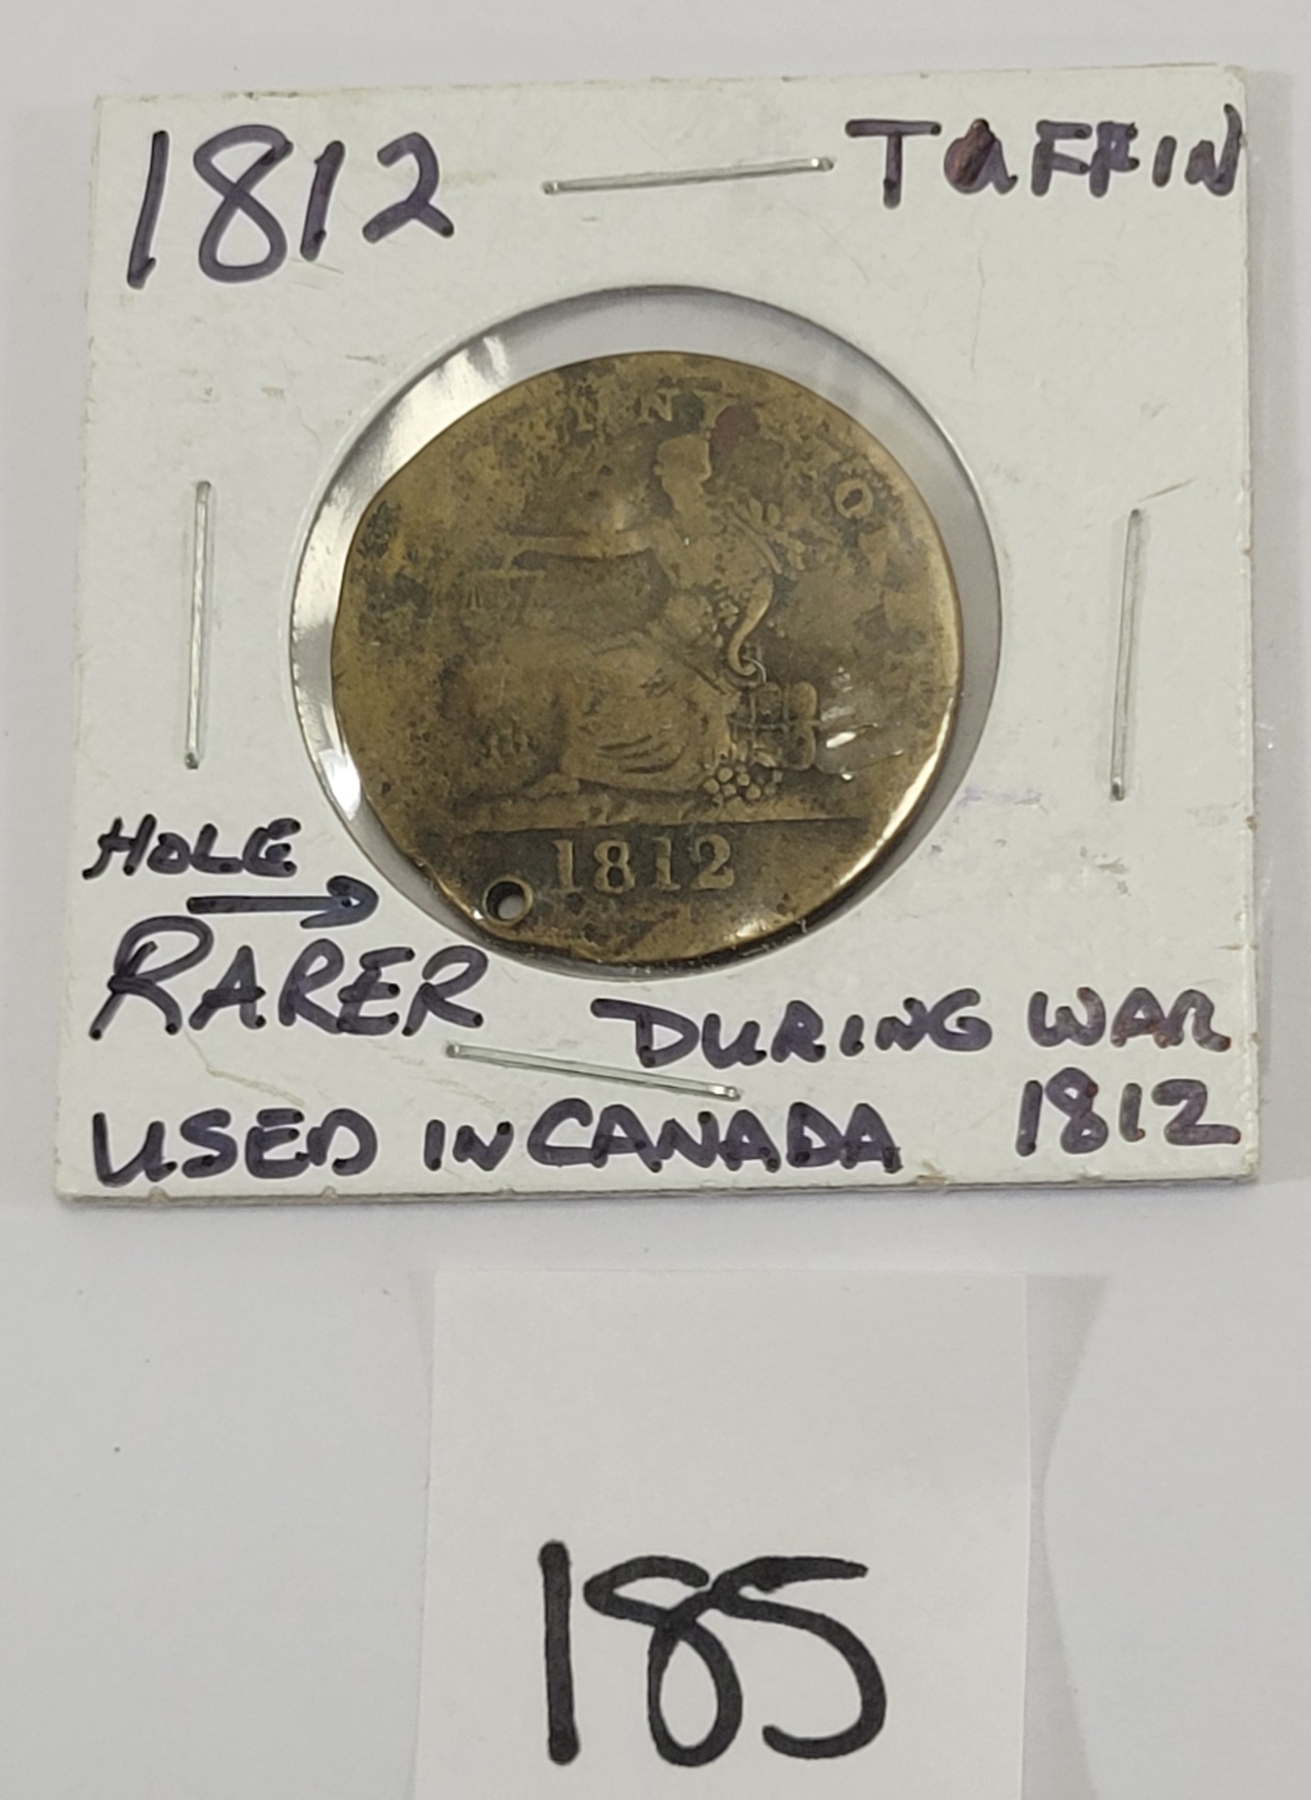 1812 TAFFIN
1812
HOLE
RARER
DURING WAR
1812
USED IN CANADA
185